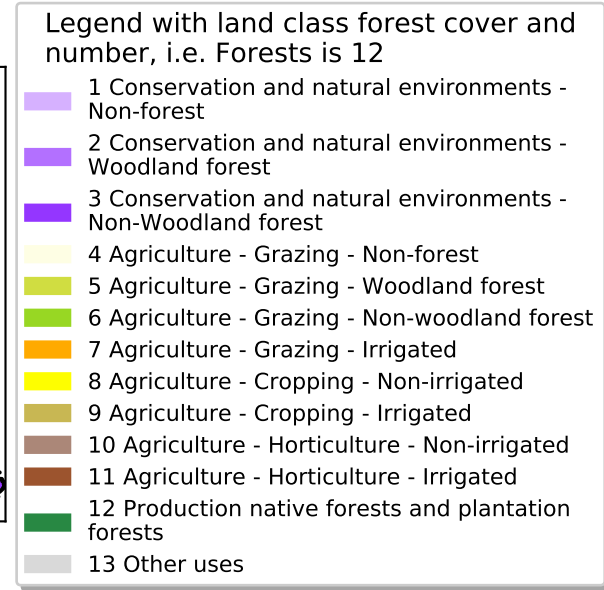 Legend with land class forest cover and
number, i.e. Forests is 12
1 Conservation and natural environments -
Non-forest
2 Conservation and natural environments -
Woodland forest
3 Conservation and natural environments -
Non-Woodland forest
4 Agriculture - Grazing - Non-forest
5 Agriculture - Grazing - Woodland forest
6 Agriculture - Grazing - Non-woodland forest
7 Agriculture - Grazing - Irrigated
8 Agriculture - Cropping - Non-irrigated
9 Agriculture - Cropping - Irrigated
10 Agriculture - Horticulture - Non-irrigated
11 Agriculture - Horticulture - Irrigated
12 Production native forests and plantation
forests
13 Other uses